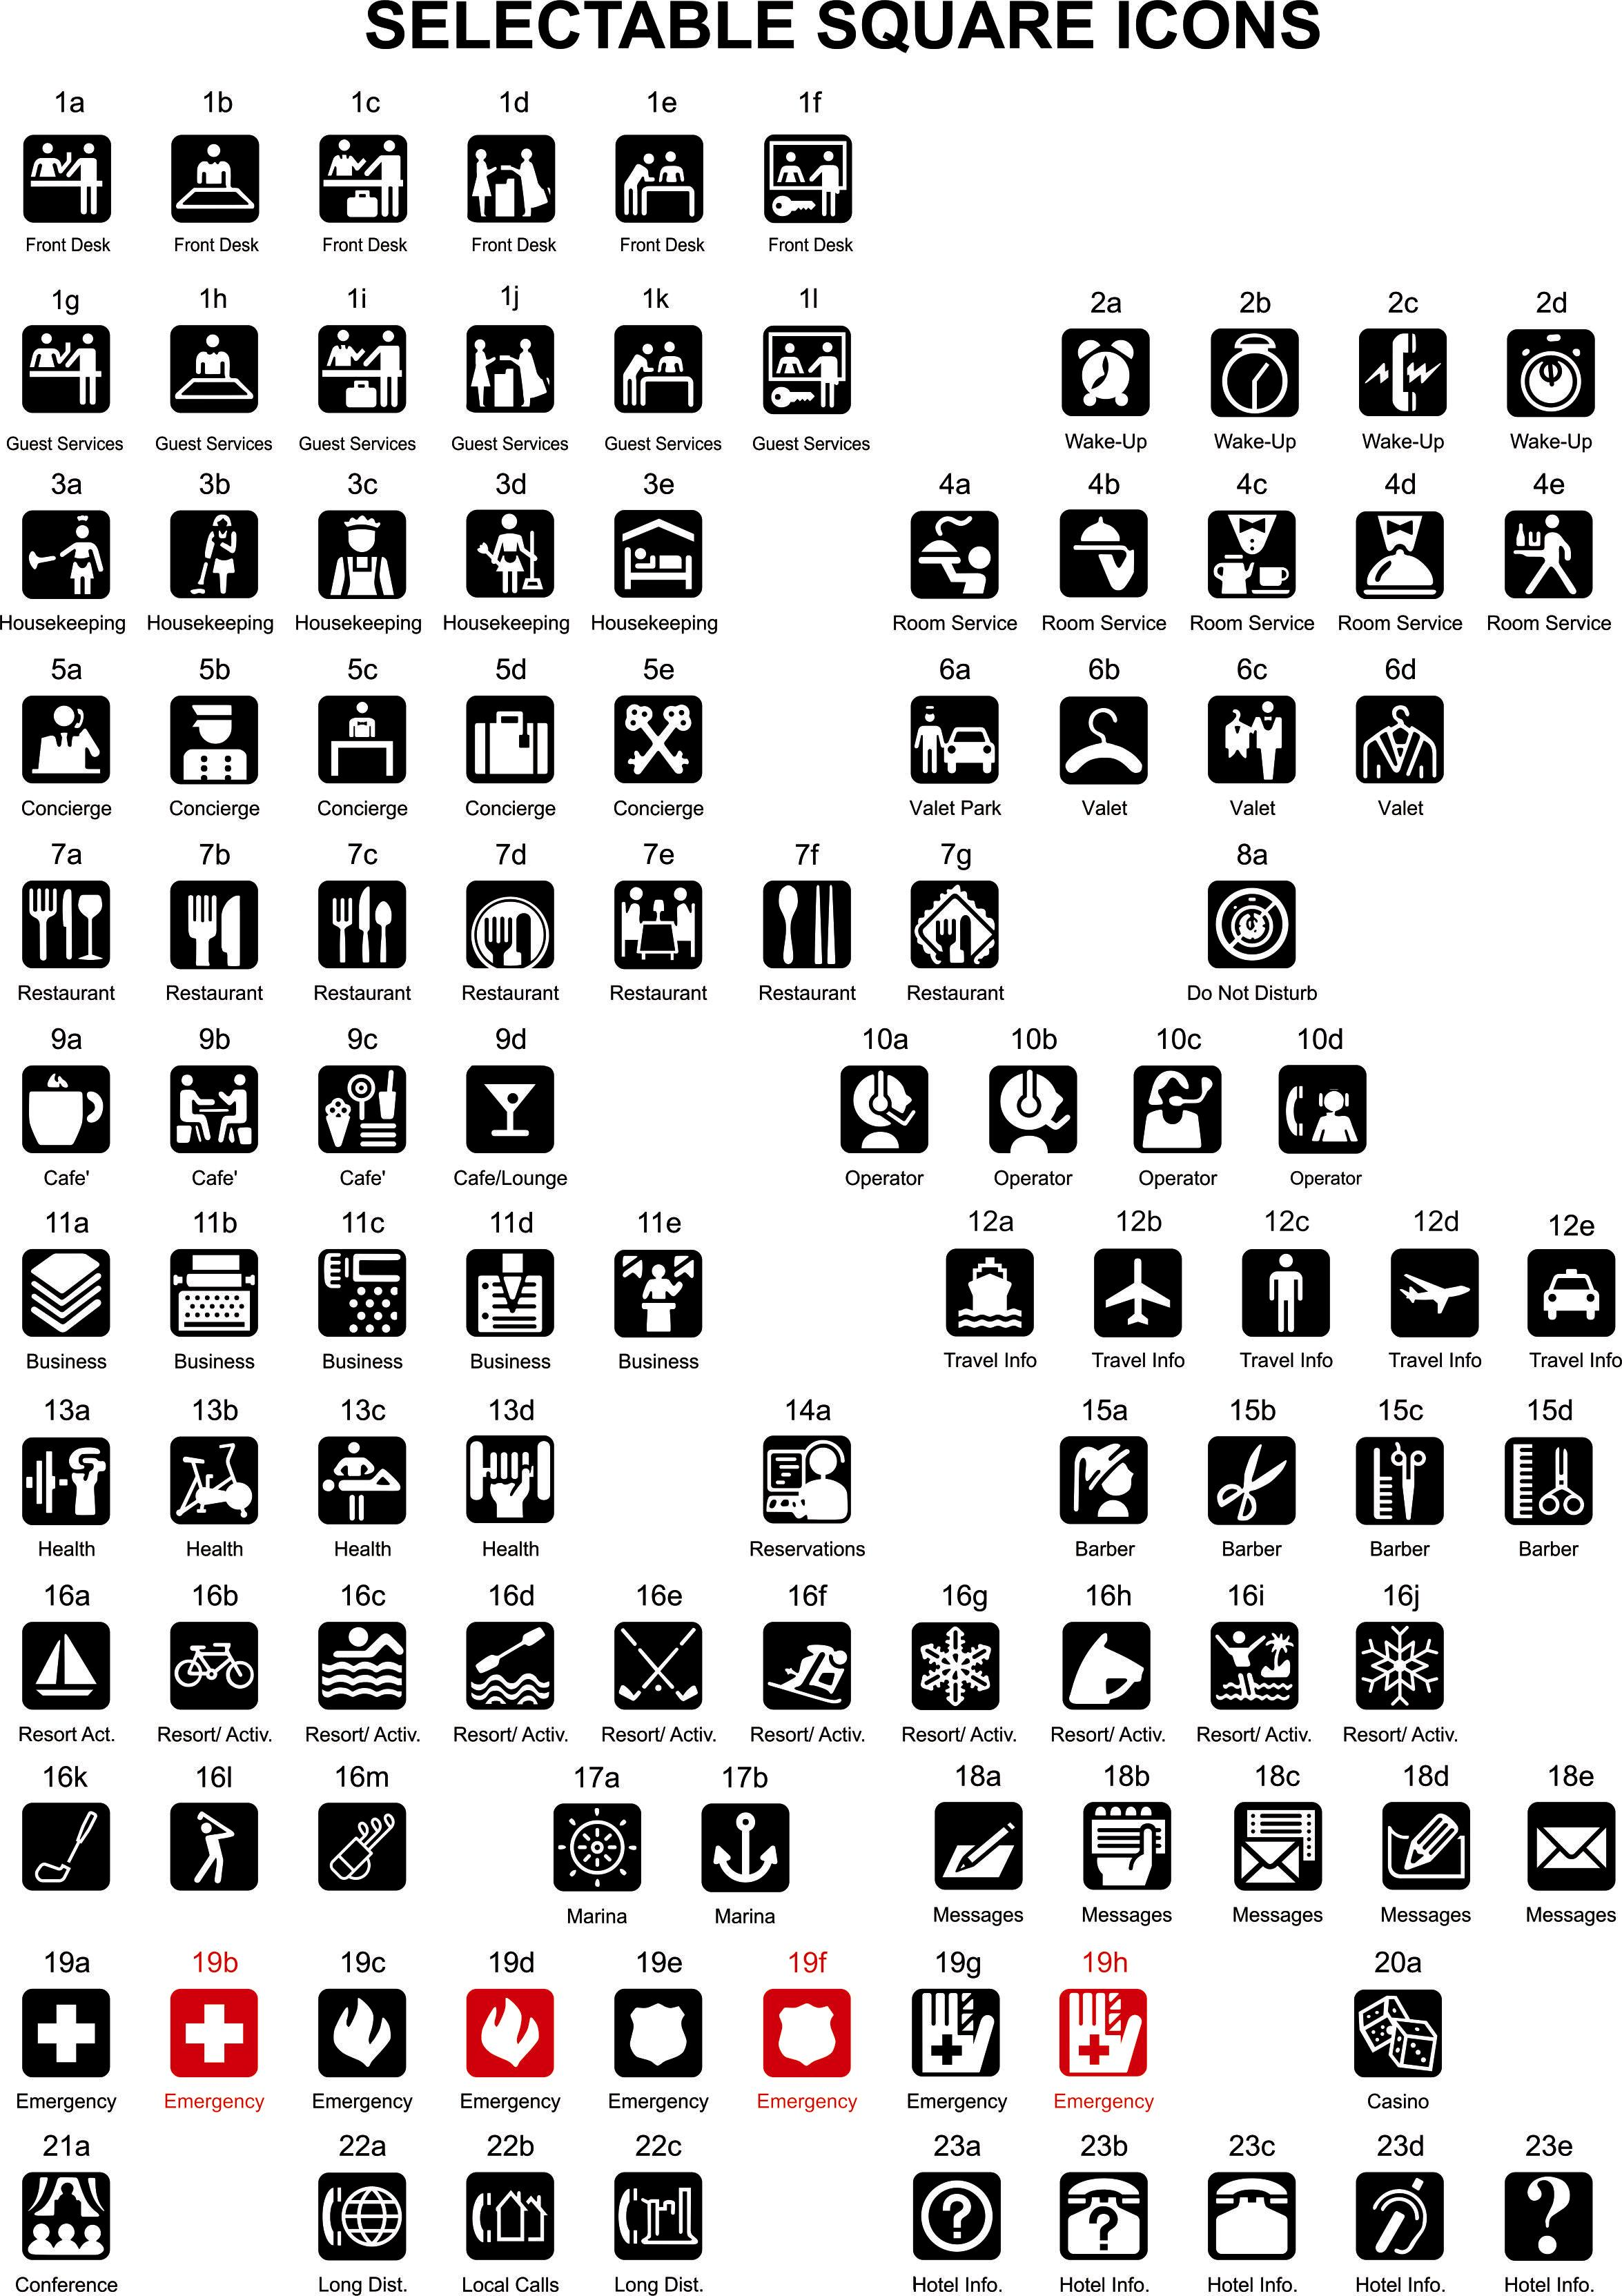 SELECTABLE SQUARE ICONS
1a 1b 1c 1d 1e 1f
Front Desk Front Desk Front Desk Front Desk Front Desk Front Desk
1g 1h 1i 1j 1k 1l 2a 2b 2c 2d
Guest Services Guest Services Guest Services Guest Services Guest Services Guest Services Wake-Up Wake-Up Wake-Up Wake-Up
3a 3b 3c 3d 3e 4a 4b 4c 4d 4e
Housekeeping Housekeeping Housekeeping Housekeeping Housekeeping Room Service Room Service Room Service Room Service Room Service
5a 5b 5c 5d 5e 6a 6b 6c 6d
Concierge Concierge Concierge Concierge Concierge Valet Park Valet Valet Valet
7a 7b 7c 7d 7e 7f 7g 8a
Restaurant Restaurant Restaurant Restaurant Restaurant Restaurant Restaurant Do Not Disturb
9a 9b 9c 9d 10a 10b 10c 10d
Cafe' Cafe' Cafe' Cafe/Lounge Operator Operator Operator Operator
11a 11b 11c 11d 11e 12a 12b 12c 12d 12e
Business Business Business Business Business Travel Info Travel Info Travel Info Travel Info Travel Info
13a 13b 13c 13d 14a 15a 15b 15c 15d
Health Health Health Health Reservations Barber Barber Barber Barber
16a 16b 16c 16d 16e 16f 16g 16h 16i 16j
Resort Act. Resort/ Activ. Resort/ Activ. Resort/ Activ. Resort/ Activ. Resort/ Activ. Resort/ Activ. Resort/ Activ. Resort/ Activ. Resort/ Activ.
16k 16l 16m 17a 17b 18a 18b 18c 18d 18e
Marina Marina Messages Messages Messages Messages Messages
19a 19b 19c 19d 19e 19f 19g 19h 20a
Emergency Emergency Emergency Emergency Emergency Emergency Emergency Emergency Casino
21a 22a 22b 22c 23a 23b 23c 23d 23e
? ? ?
Conference Long Dist. Local Calls Long Dist. Hotel Info. Hotel Info. Hotel Info. Hotel Info. Hotel Info.